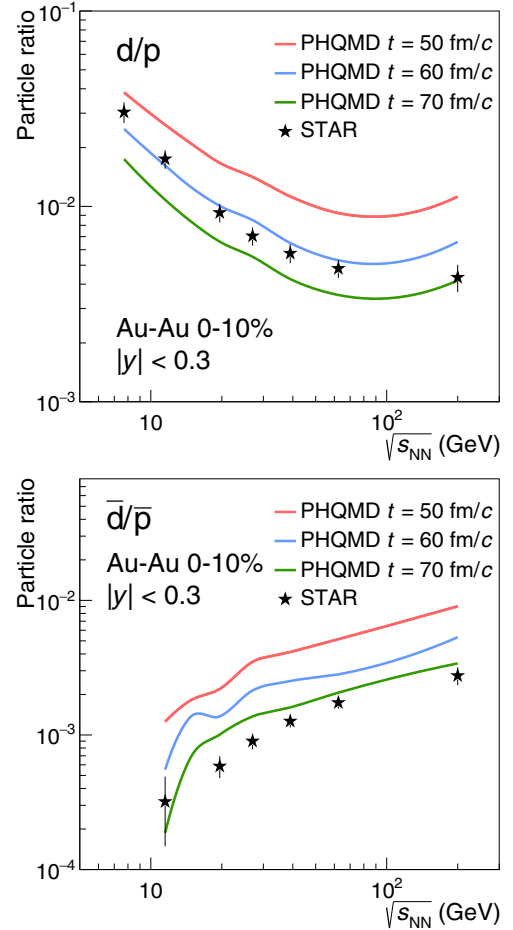 10⁻¹
d/p
PHQMD t = 50 fm/c
PHQMD t = 60 fm/c
PHQMD t = 70 fm/c
STAR
Particle ratio
10⁻²
Au-Au 0-10%
|y| < 0.3
10⁻³
10
10²
√sNN (GeV)
d̅/p̅
PHQMD t = 50 fm/c
Au-Au 0-10%
PHQMD t = 60 fm/c
|y| < 0.3
PHQMD t = 70 fm/c
STAR
Particle ratio
10⁻²
10⁻³
10⁻⁴
10
10²
√sNN (GeV)